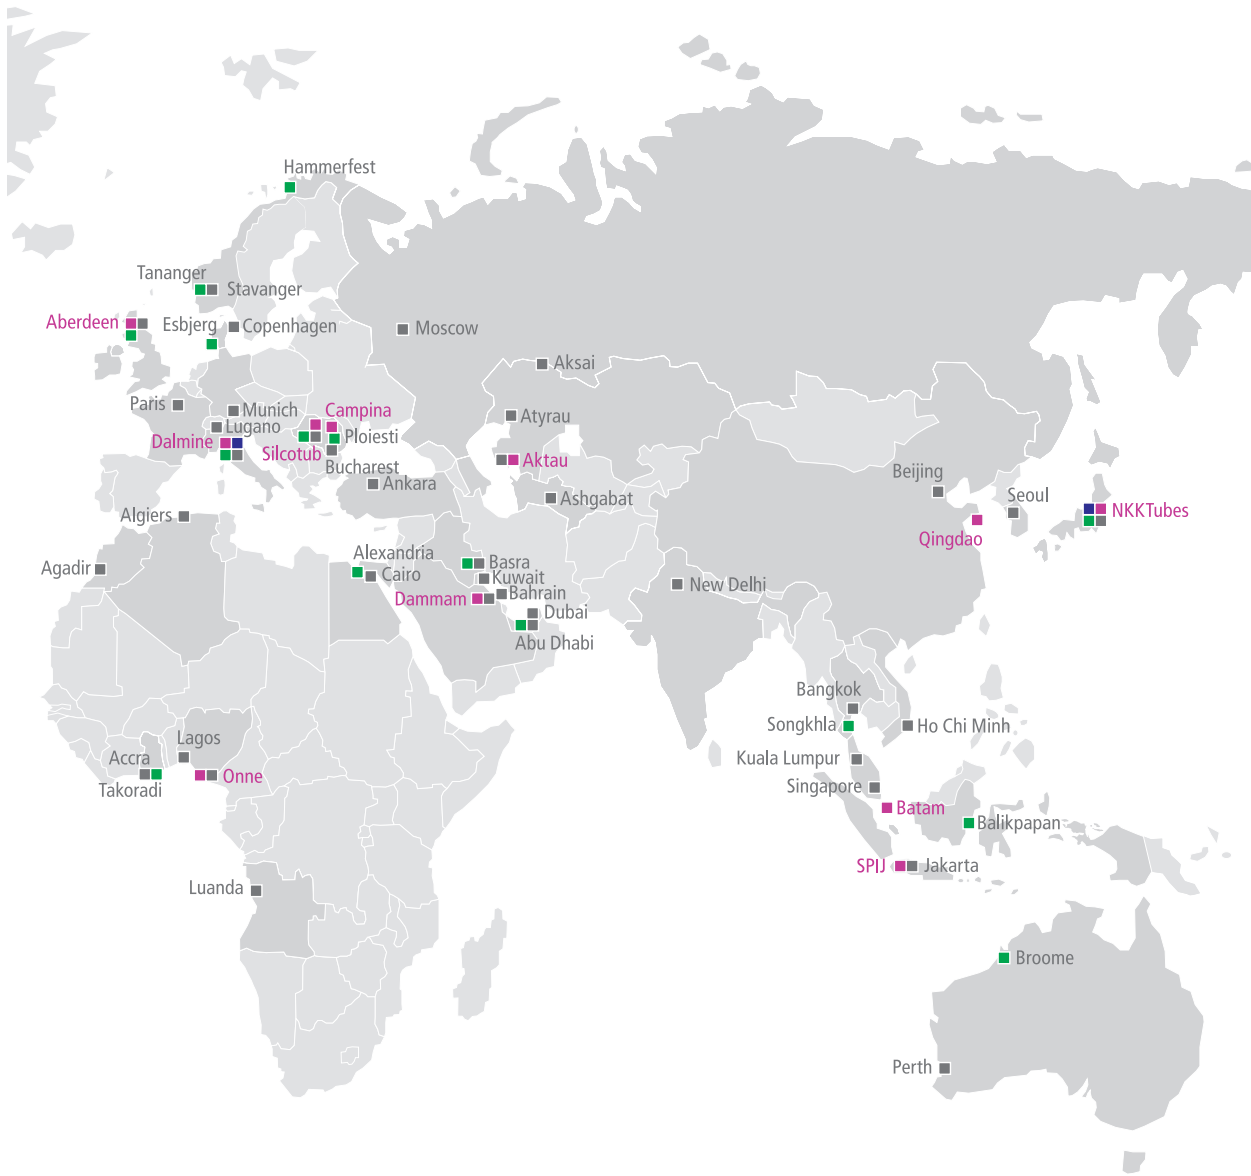 Hammerfest
Tananger
Stavanger
Aberdeen
Esbjerg
Copenhagen
Moscow
Aksai
Paris
Munich
Campina
Atyrau
Lugano
Dalmine
Ploiesti
Silcotub
Bucharest
Aktau
Ankara
Beijing
Ashgabat
Seoul
NKKTubes
Algiers
Qingdao
Alexandria
Agadir
Basra
Cairo
Kuwait
New Delhi
Bahrain
Dammam
Dubai
Abu Dhabi
Bangkok
Songkhla
Ho Chi Minh
Lagos
Accra
Kuala Lumpur
Onne
Takoradi
Singapore
Batam
Balikpapan
SPIJ
Jakarta
Luanda
Broome
Perth